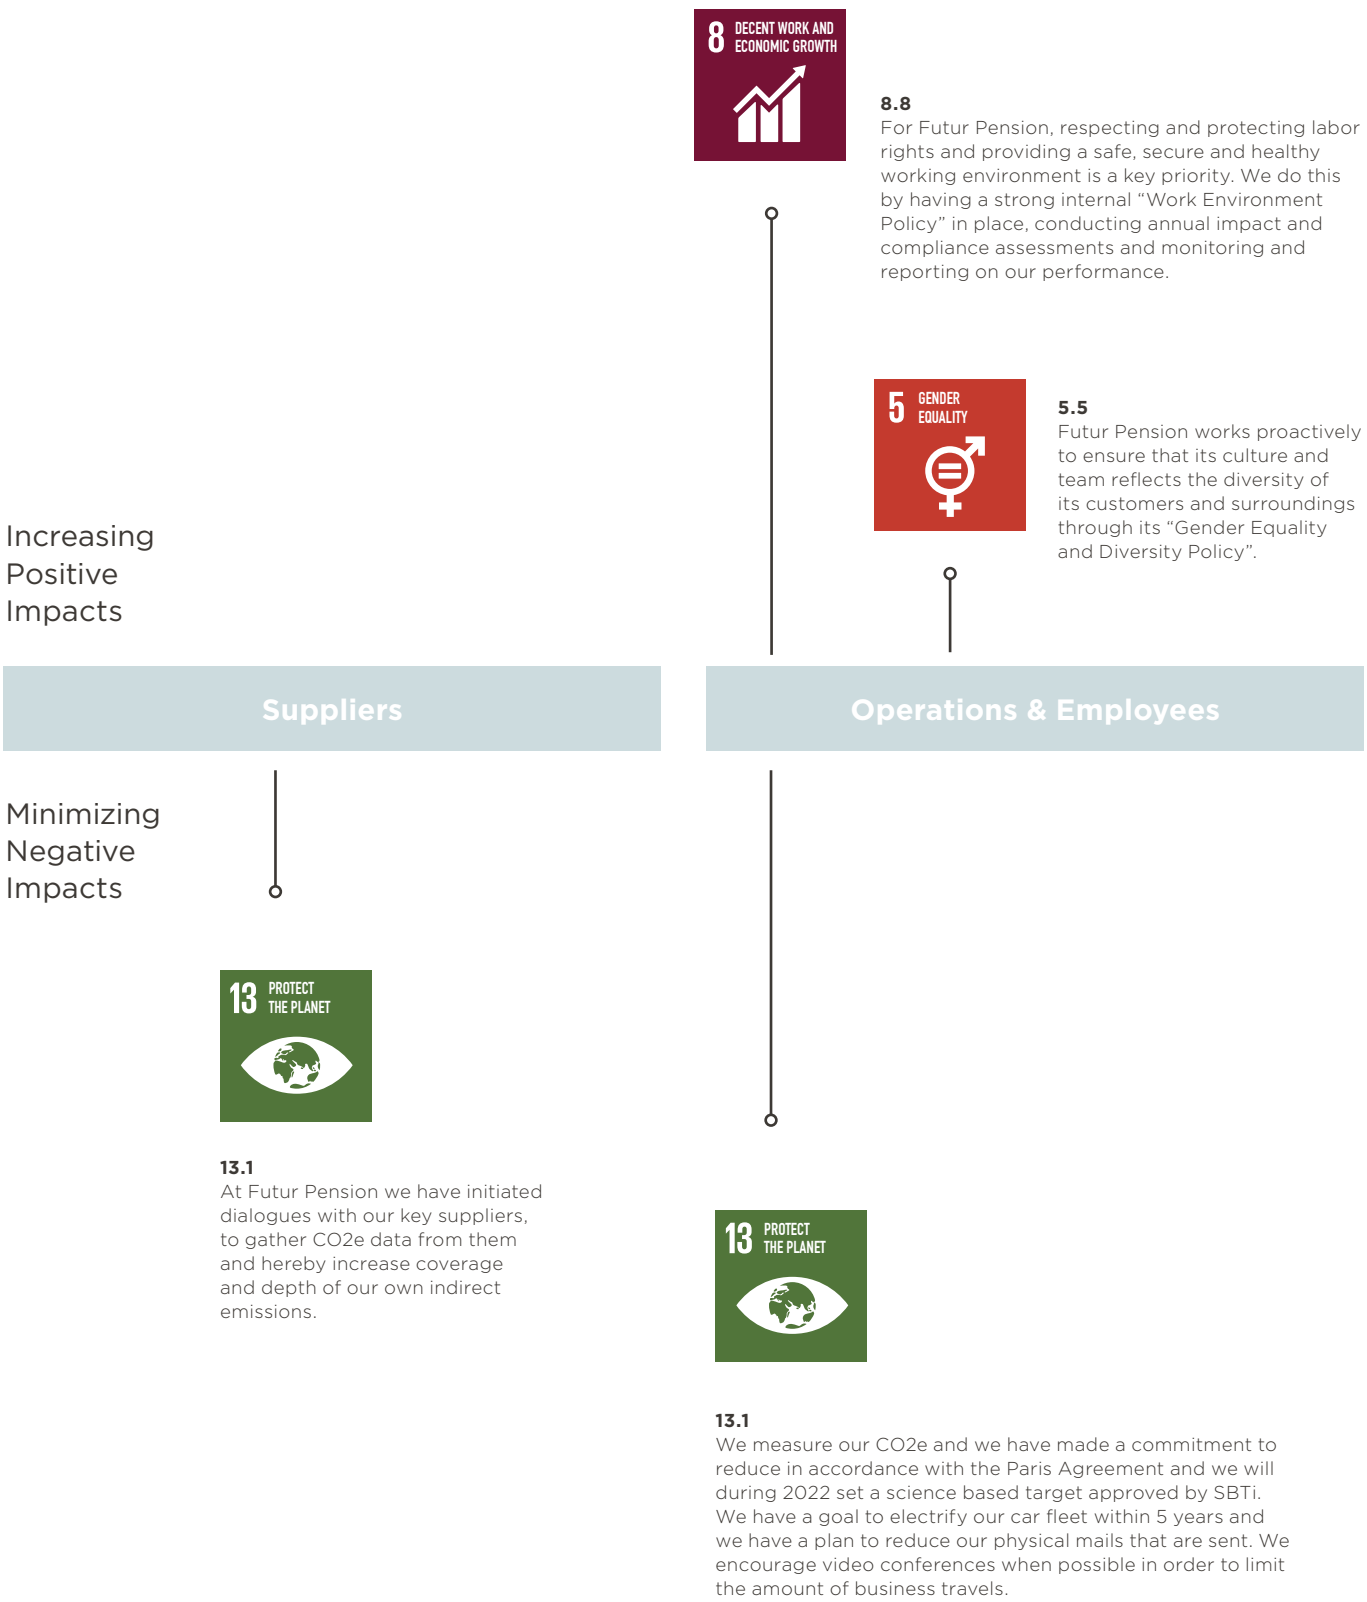 8 DECENT WORK AND
ECONOMIC GROWTH
8.8
For Futur Pension, respecting and protecting labor
rights and providing a safe, secure and healthy
working environment is a key priority. We do this
by having a strong internal “Work Environment
Policy” in place, conducting annual impact and
compliance assessments and monitoring and
reporting on our performance.
5 GENDER
EQUALITY
5.5
Futur Pension works proactively
to ensure that its culture and
team reflects the diversity of
its customers and surroundings
through its “Gender Equality
and Diversity Policy”.
Increasing
Positive
Impacts
Suppliers
Operations & Employees
Minimizing
Negative
Impacts
13 PROTECT
THE PLANET
13.1
At Futur Pension we have initiated
dialogues with our key suppliers,
to gather CO2e data from them
and hereby increase coverage
and depth of our own indirect
emissions.
13 PROTECT
THE PLANET
13.1
We measure our CO2e and we have made a commitment to
reduce in accordance with the Paris Agreement and we will
during 2022 set a science based target approved by SBTi.
We have a goal to electrify our car fleet within 5 years and
we have a plan to reduce our physical mails that are sent. We
encourage video conferences when possible in order to limit
the amount of business travels.